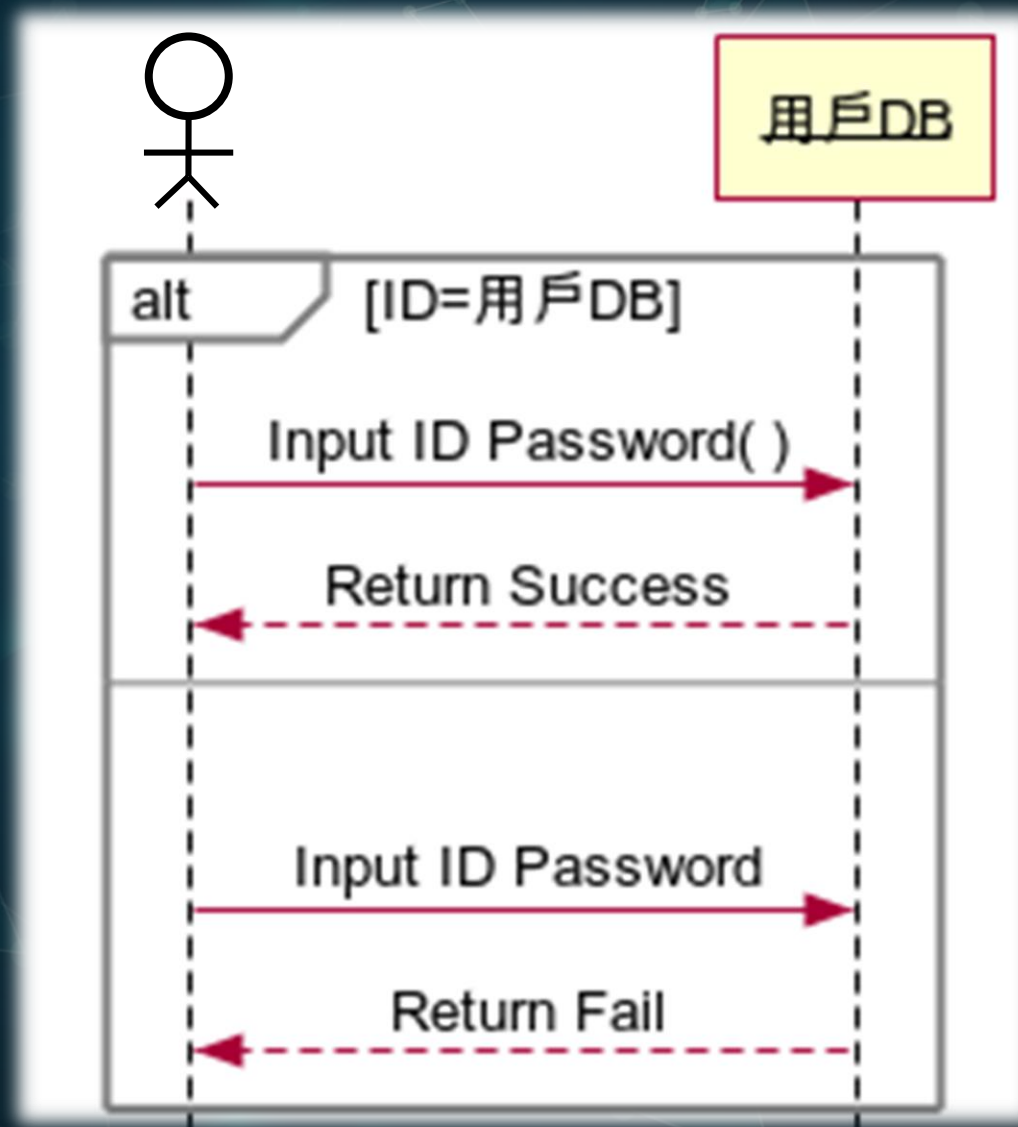 用戶DB
alt [ID=用戶DB]
Input ID Password( )
Return Success
Input ID Password
Return Fail